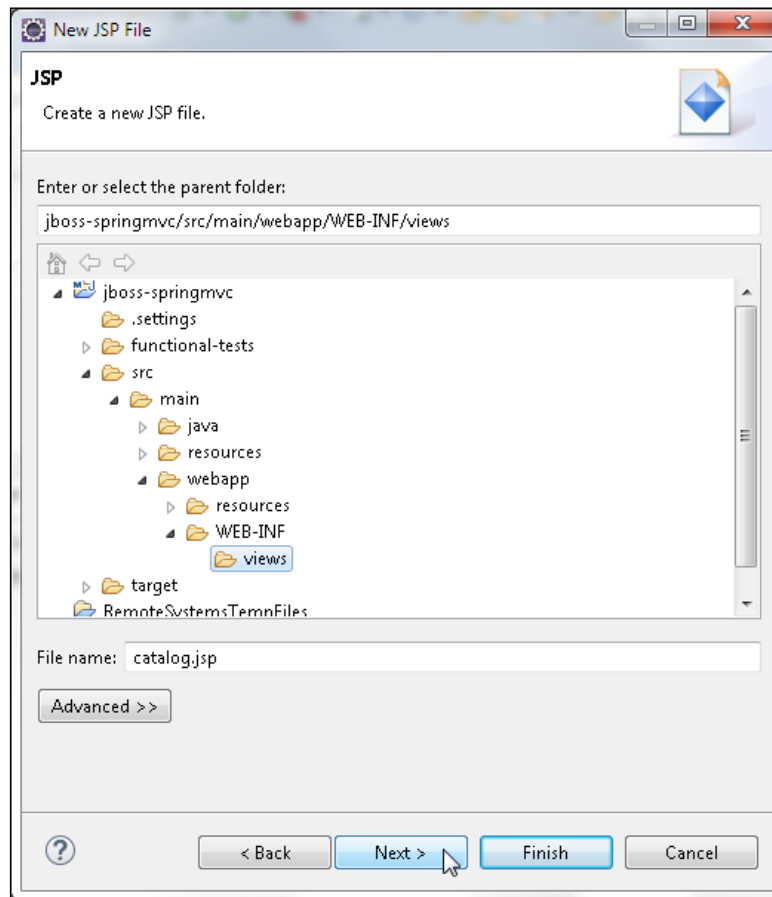 New JSP File
JSP
Create a new JSP file.
Enter or select the parent folder:
jboss-springmvc/src/main/webapp/WEB-INF/views
jboss-springmvc
.settings
functional-tests
src
main
java
resources
webapp
resources
WEB-INF
views
target
RemoteSystemsTempFiles
File name: catalog.jsp
Advanced >>
< Back Next > Finish Cancel